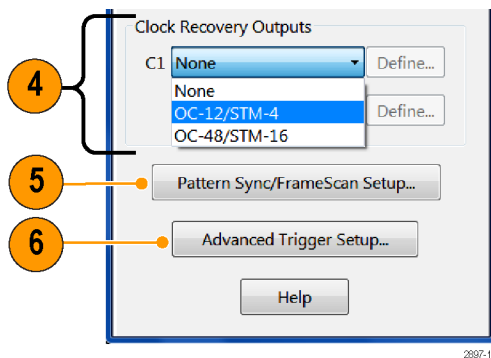 Clock Recovery Outputs
4
C1 None Define...
None
OC-12/STM-4 Define...
OC-48/STM-16
5 Pattern Sync/FrameScan Setup...
6 Advanced Trigger Setup...
Help
2897-1